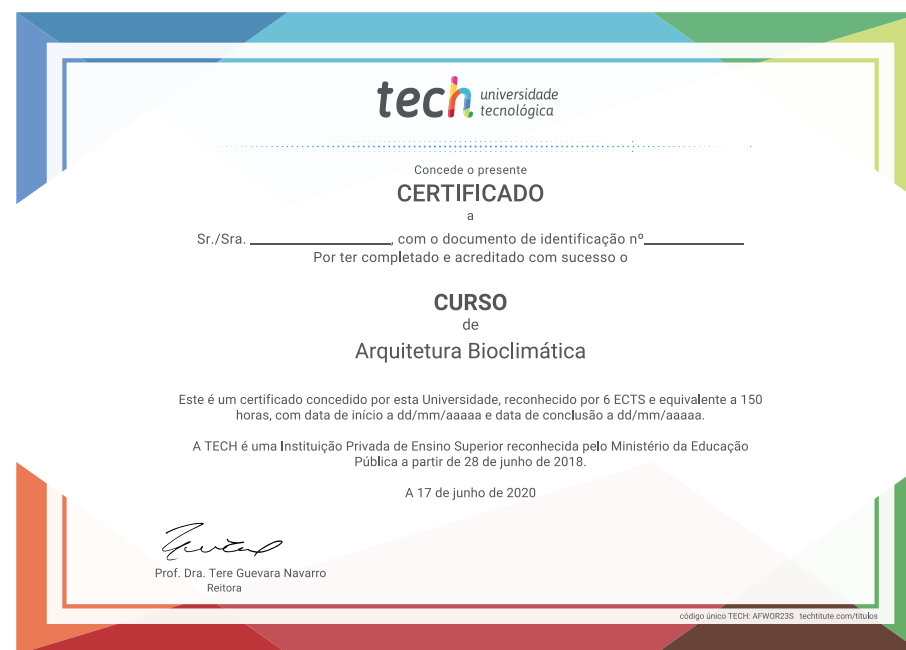 tech universidade
tecnológica
Concede o presente
CERTIFICADO
a
Sr./Sra. ____________________, com o documento de identificação nº______________
Por ter completado e acreditado com sucesso o
CURSO
de
Arquitetura Bioclimática
Este é um certificado concedido por esta Universidade, reconhecido por 6 ECTS e equivalente a 150
horas, com data de início a dd/mm/aaaaa e data de conclusão a dd/mm/aaaaa.
A TECH é uma Instituição Privada de Ensino Superior reconhecida pelo Ministério da Educação
Pública a partir de 28 de junho de 2018.
A 17 de junho de 2020
Prof. Dra. Tere Guevara Navarro
Reitora
código único TECH: AFWOR23S techtitute.com/titulos